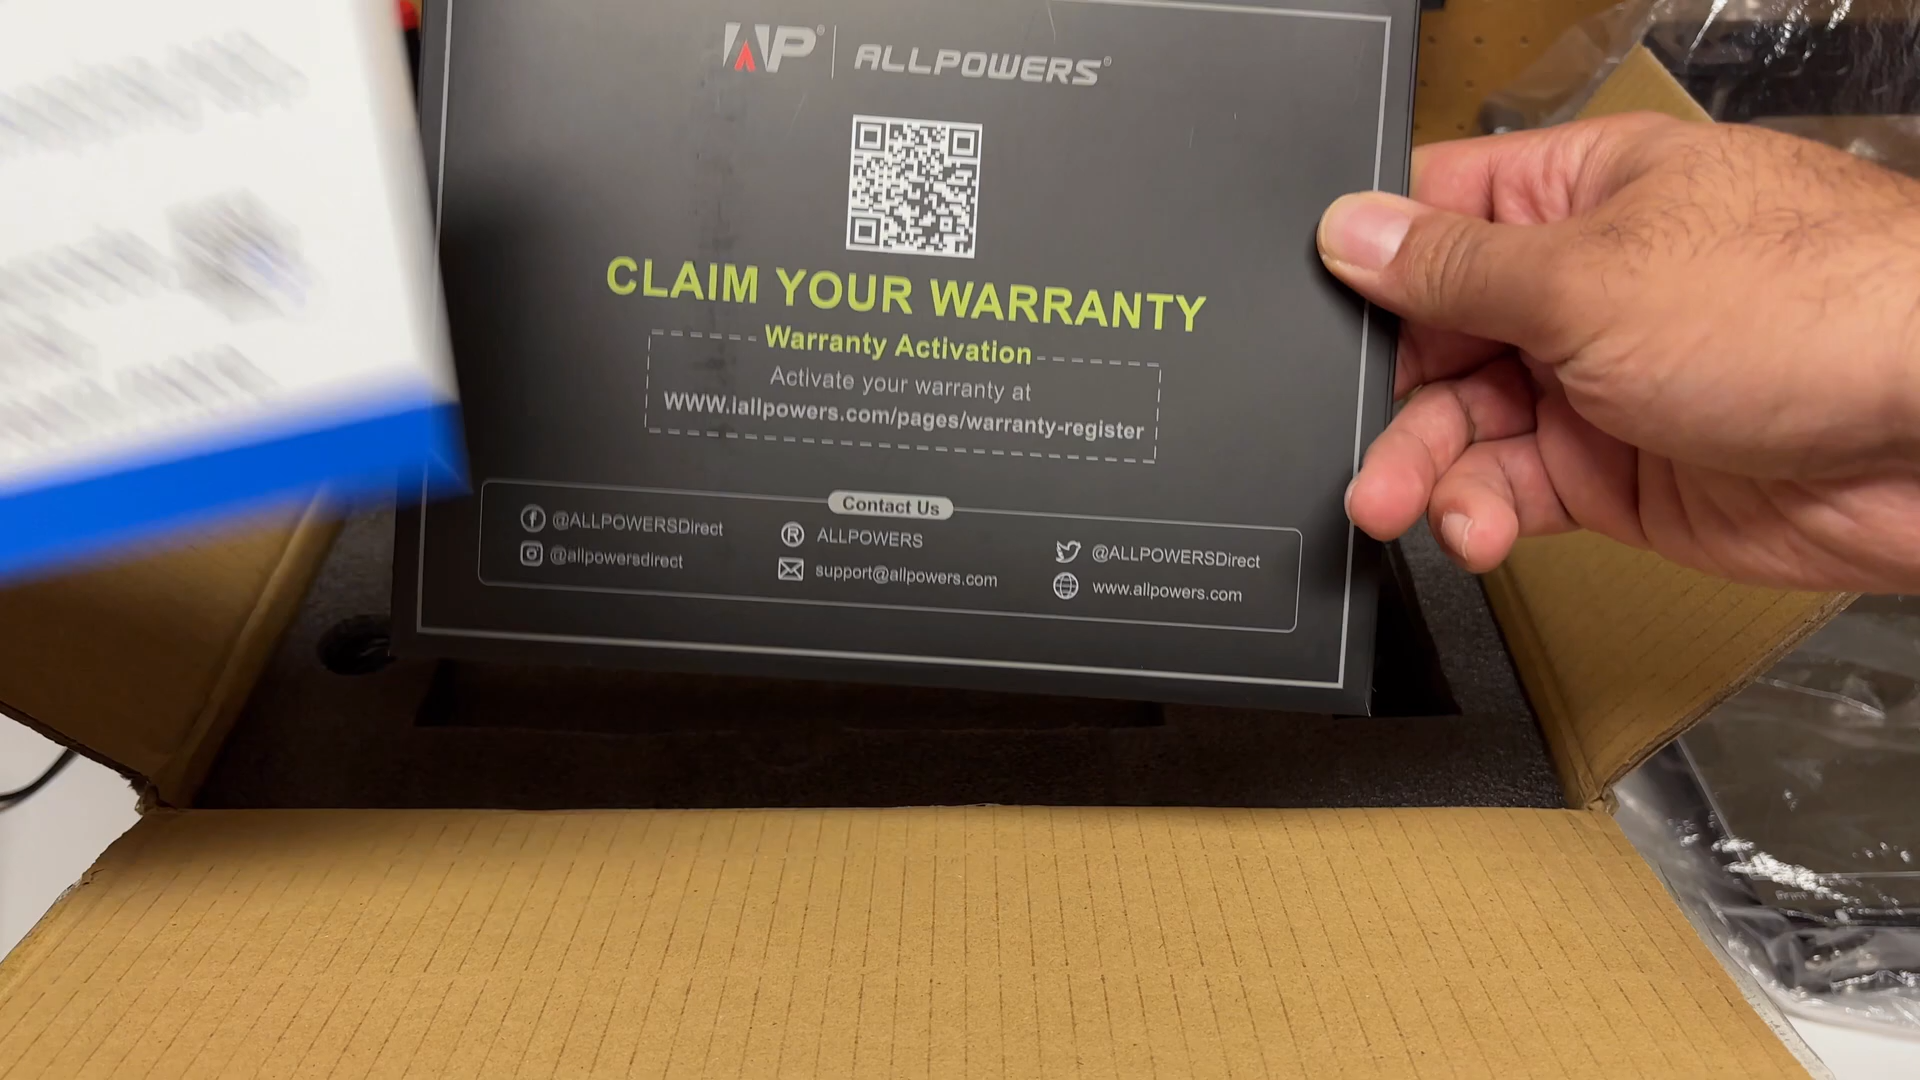 AP® ALLPOWERS®
CLAIM YOUR WARRANTY
Warranty Activation
Activate your warranty at
WWW.iallpowers.com/pages/warranty-register
Contact Us
@ALLPOWERSDirect
ALLPOWERS
@ALLPOWERSDirect
@allpowersdirect
support@allpowers.com
www.allpowers.com